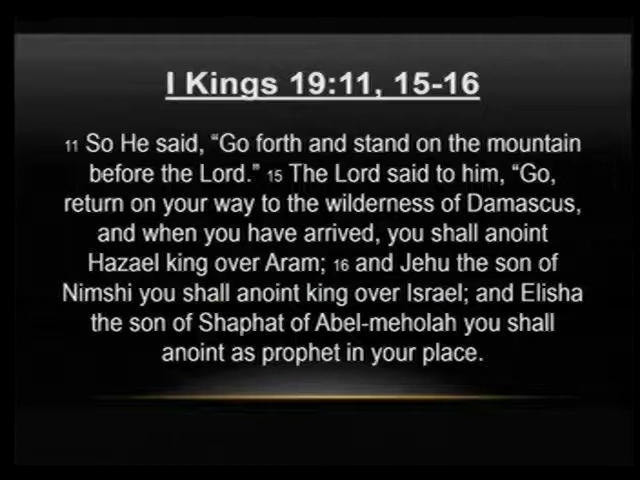 I Kings 19:11, 15-16
11 So He said, “Go forth and stand on the mountain
before the Lord.” 15 The Lord said to him, “Go,
return on your way to the wilderness of Damascus,
and when you have arrived, you shall anoint
Hazael king over Aram; 16 and Jehu the son of
Nimshi you shall anoint king over Israel; and Elisha
the son of Shaphat of Abel-meholah you shall
anoint as prophet in your place.